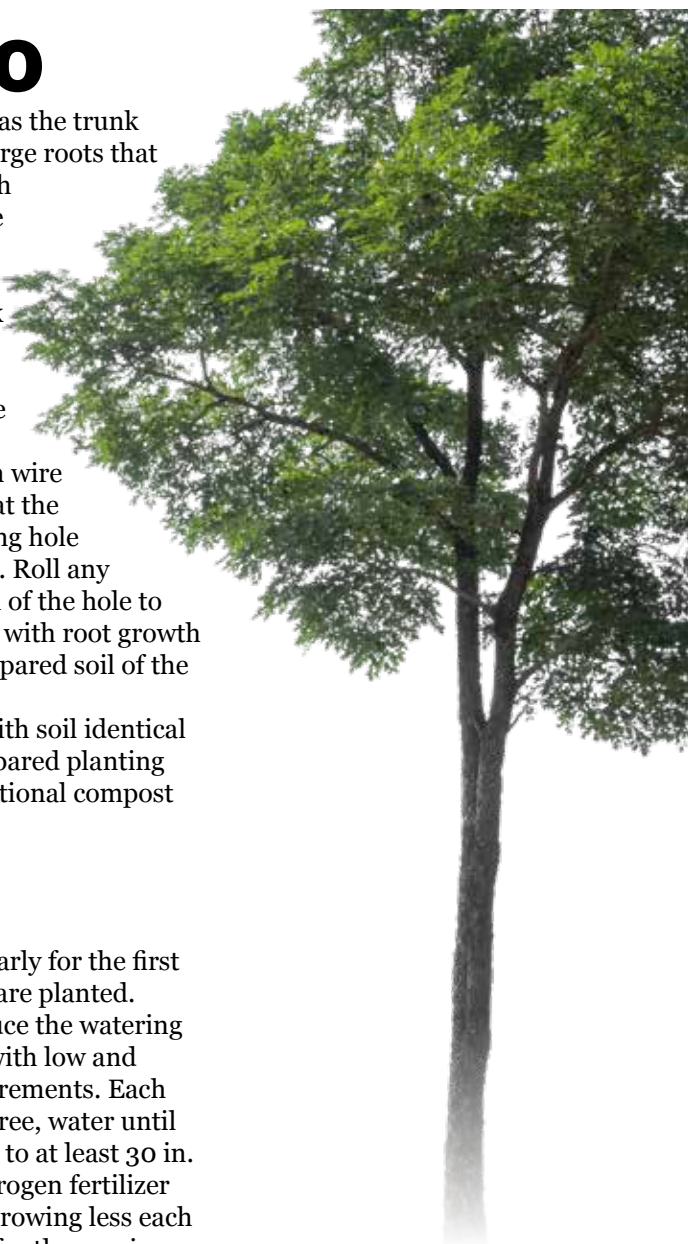 o
as the trunk
rge roots that
h
e
k
e
n wire
at the
ng hole
. Roll any
of the hole to
with root growth
pared soil of the
ith soil identical
pared planting
tional compost
arly for the first
are planted.
uce the watering
with low and
rements. Each
ree, water until
to at least 30 in.
rogen fertilizer
rowing less each